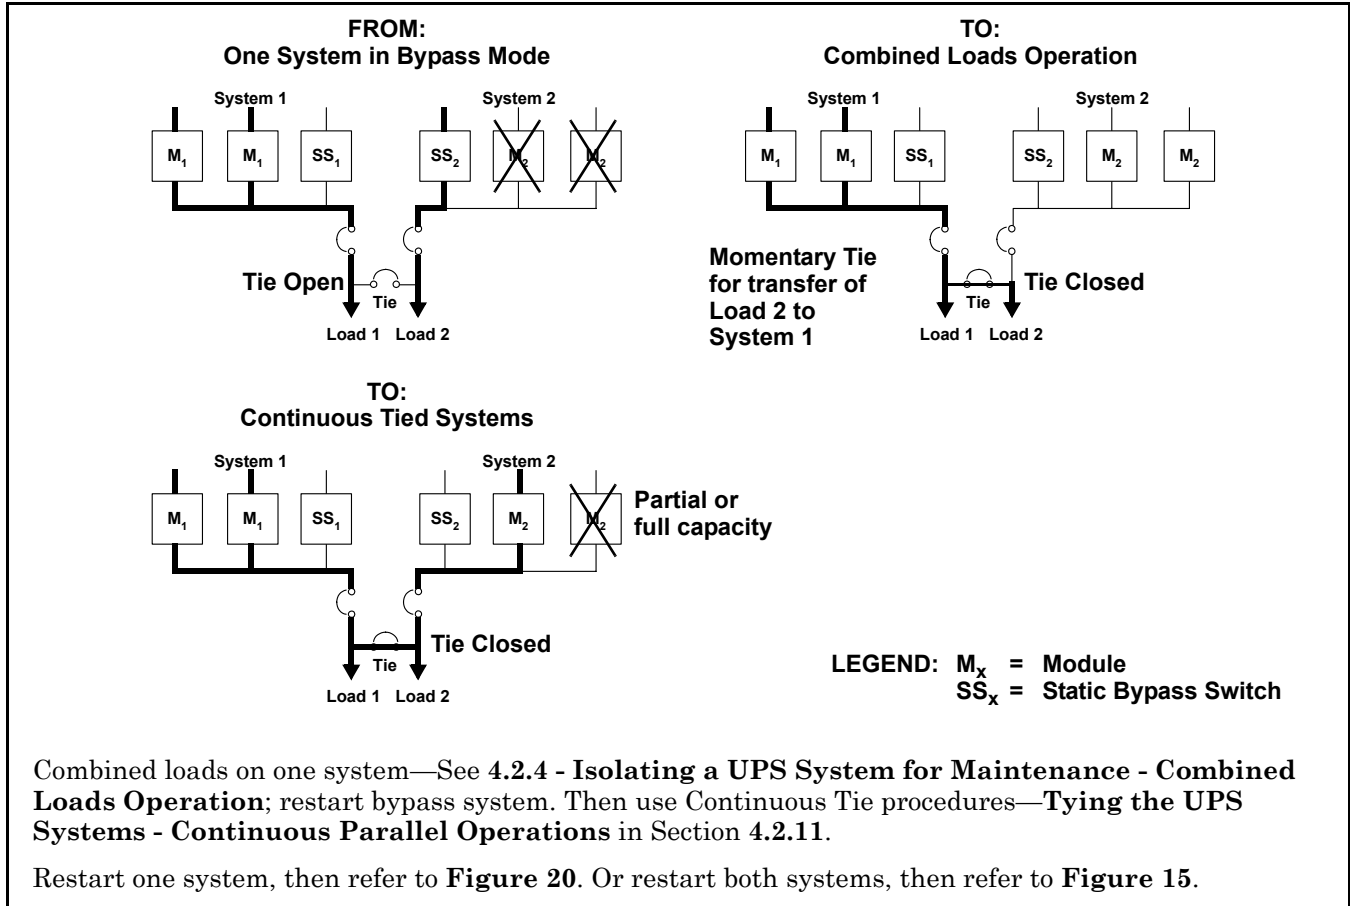 FROM:
One System in Bypass Mode
System 1
System 2
M1
M1
SS1
SS2
M2
M2
Tie Open
Tie
Load 1
Load 2
TO:
Combined Loads Operation
System 1
System 2
M1
M1
SS1
SS2
M2
M2
Momentary Tie
for transfer of
Load 2 to
System 1
Tie Closed
Tie
Load 1
Load 2
TO:
Continuous Tied Systems
System 1
System 2
M1
M1
SS1
SS2
M2
M2
Partial or
full capacity
Tie Closed
Tie
Load 1
Load 2
LEGEND: Mx = Module
SSx = Static Bypass Switch
Combined loads on one system—See 4.2.4 - Isolating a UPS System for Maintenance - Combined
Loads Operation; restart bypass system. Then use Continuous Tie procedures—Tying the UPS
Systems - Continuous Parallel Operations in Section 4.2.11.
Restart one system, then refer to Figure 20. Or restart both systems, then refer to Figure 15.